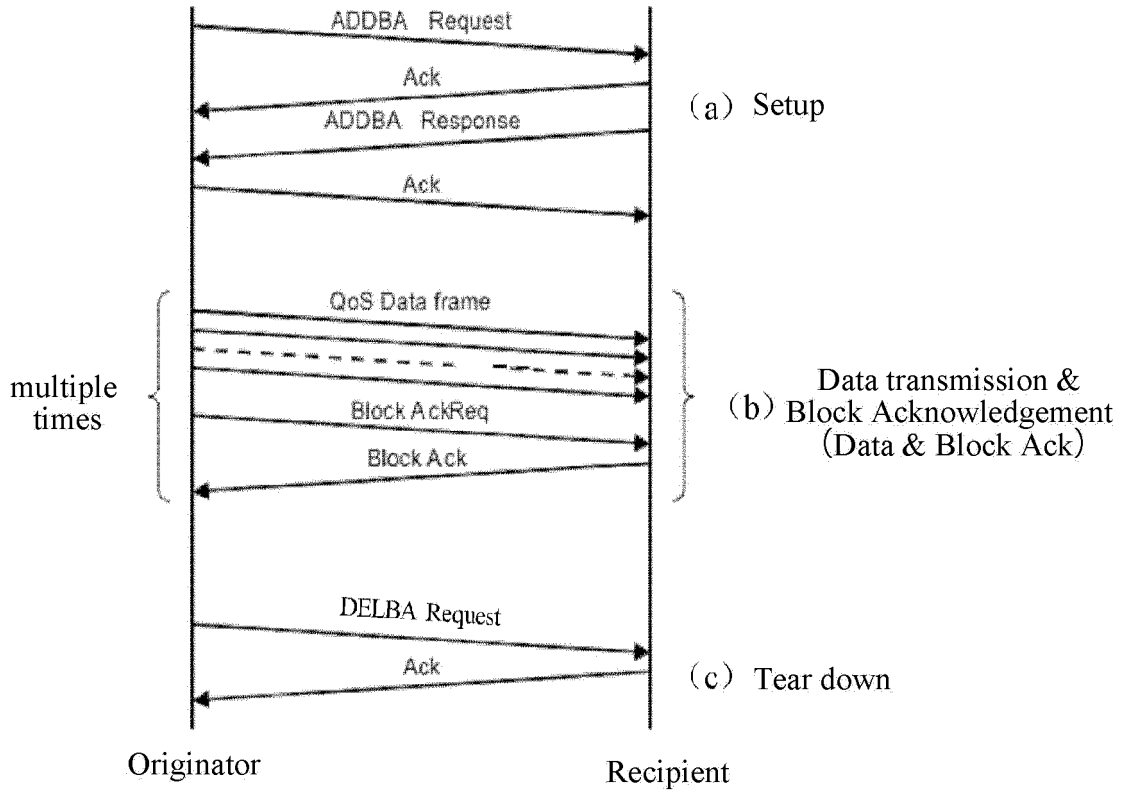 ADDBA Request
Ack
(a) Setup
ADDBA Response
Ack
QoS Data frame
multiple
times
Data transmission &
(b) Block Acknowledgement
(Data & Block Ack)
Block AckReq
Block Ack
DELBA Request
Ack
(c) Tear down
Originator
Recipient